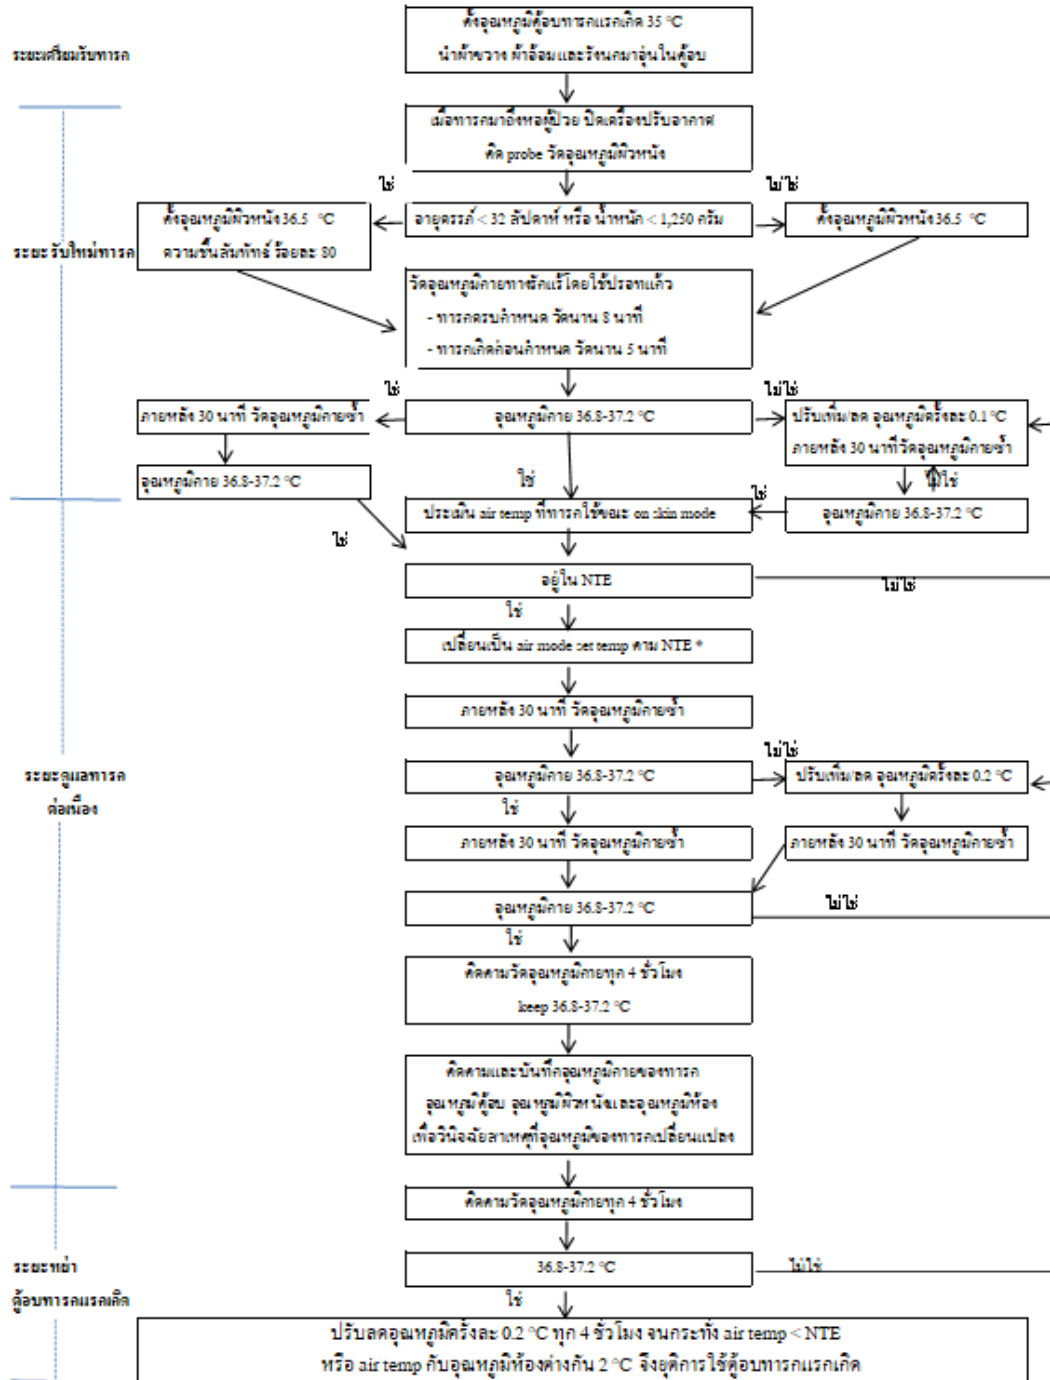 ตั้งอุณหภูมิตู้อบทารกแรกเกิด 35 °C
นำผ้าขวาง ผ้าอ้อมและรังนกมาอุ่นในตู้อบ
ระยะเตรียมรับทารก
เมื่อทารกมาถึงหอผู้ป่วย ปิดเครื่องปรับอากาศ
ติด probe วัดอุณหภูมิผิวหนัง
ใช่
ไม่ใช่
ตั้งอุณหภูมิผิวหนัง 36.5 °C
ความชื้นสัมพัทธ์ ร้อยละ 80
อายุครรภ์ < 32 สัปดาห์ หรือ น้ำหนัก < 1,250 กรัม
ตั้งอุณหภูมิผิวหนัง 36.5 °C
ระยะรับใหม่ทารก
วัดอุณหภูมิกายทางรักแร้โดยใช้ปรอทแก้ว
- ทารกครบกำหนด วัดนาน 8 นาที
- ทารกเกิดก่อนกำหนด วัดนาน 5 นาที
ใช่
ไม่ใช่
ภายหลัง 30 นาที วัดอุณหภูมิกายซ้ำ
อุณหภูมิกาย 36.8-37.2 °C
ปรับเพิ่ม/ลด อุณหภูมิครั้งละ 0.1 °C
ภายหลัง 30 นาทีวัดอุณหภูมิกายซ้ำ
อุณหภูมิกาย 36.8-37.2 °C
ใช่
ไม่ใช่
ใช่
ประเมิน air temp ที่ทารกใช้ขณะ on skin mode
อุณหภูมิกาย 36.8-37.2 °C
ใช่
อยู่ใน NTE
ไม่ใช่
ใช่
เปลี่ยนเป็น air mode set temp ตาม NTE *
ภายหลัง 30 นาที วัดอุณหภูมิกายซ้ำ
ไม่ใช่
ระยะดูแลทารก
ต่อเนื่อง
อุณหภูมิกาย 36.8-37.2 °C
ปรับเพิ่ม/ลด อุณหภูมิครั้งละ 0.2 °C
ใช่
ภายหลัง 30 นาที วัดอุณหภูมิกายซ้ำ
ภายหลัง 30 นาที วัดอุณหภูมิกายซ้ำ
อุณหภูมิกาย 36.8-37.2 °C
ไม่ใช่
ใช่
ติดตามวัดอุณหภูมิกายทุก 4 ชั่วโมง
keep 36.8-37.2 °C
ติดตามและบันทึกอุณหภูมิกายของทารก
อุณหภูมิตู้อบ อุณหภูมิผิวหนังและอุณหภูมิห้อง
เพื่อวินิจฉัยสาเหตุที่อุณหภูมิของทารกเปลี่ยนแปลง
ติดตามวัดอุณหภูมิกายทุก 4 ชั่วโมง
ระยะหย่า
ตู้อบทารกแรกเกิด
36.8-37.2 °C
ไม่ใช่
ใช่
ปรับลดอุณหภูมิครั้งละ 0.2 °C ทุก 4 ชั่วโมง จนกระทั่ง air temp < NTE
หรือ air temp กับอุณหภูมิห้องต่างกัน 2 °C จึงยุติการใช้ตู้อบทารกแรกเกิด